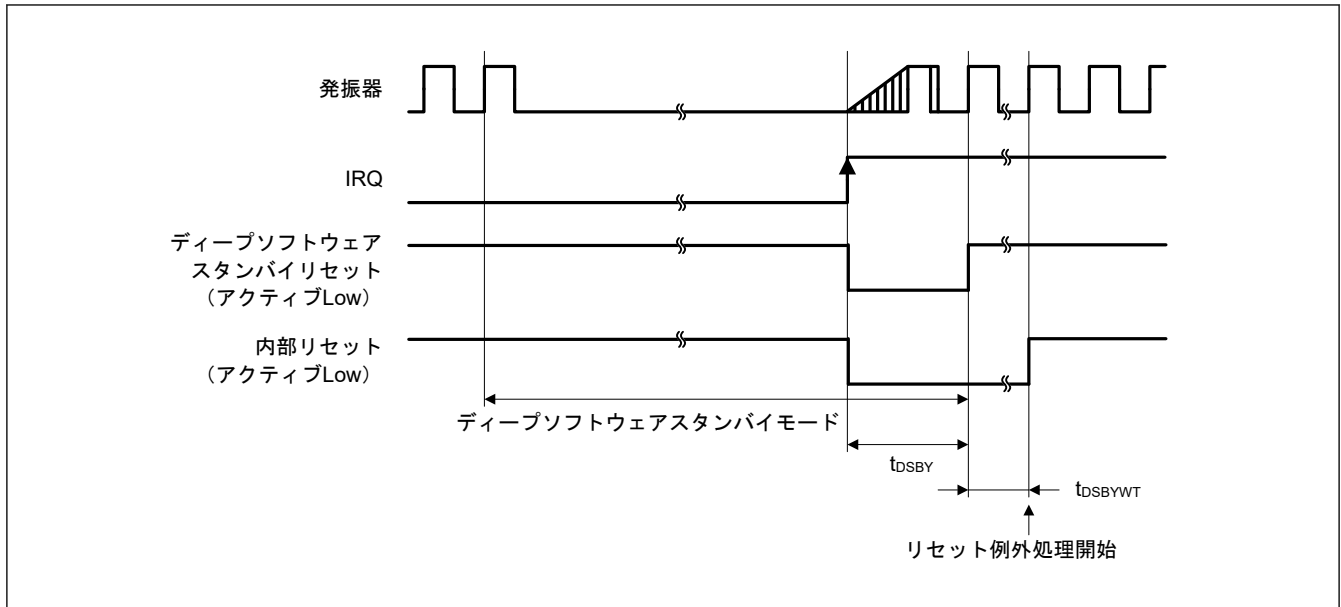 発振器
IRQ
ディープソフトウェア
スタンバイリセット
（アクティブLow）
内部リセット
（アクティブLow）
ディープソフトウェアスタンバイモード
tDSBY
tDSBYWT
リセット例外処理開始